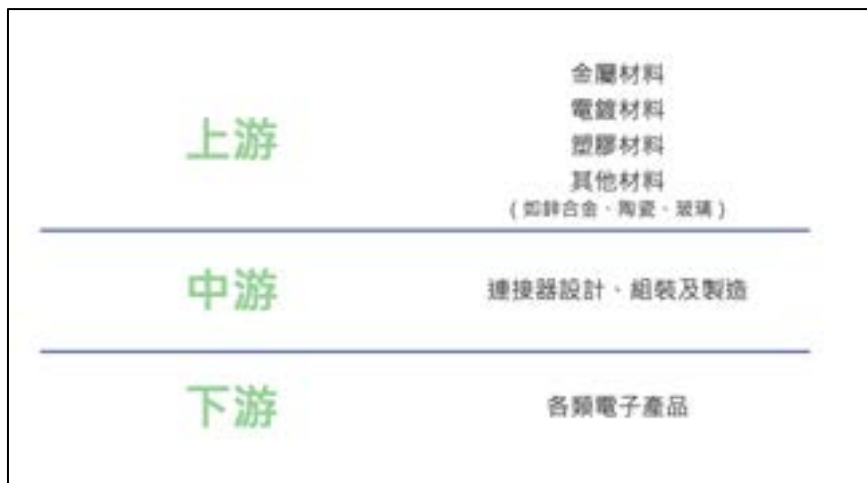 上游
金屬材料
電鍍材料
塑膠材料
其他材料
(如鋅合金、陶瓷、玻璃)
中游
連接器設計、組裝及製造
下游
各類電子產品